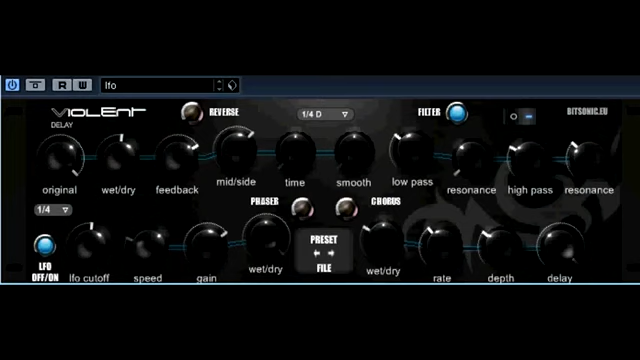 R W lfo
VIOLENT REVERSE 1/4 D FILTER BITSONIC.EU
DELAY
original wet/dry feedback mid/side time smooth low pass resonance high pass resonance
1/4 PHASER CHORUS
PRESET
FILE
LFO
OFF/ON
lfo cutoff speed gain wet/dry wet/dry rate depth delay